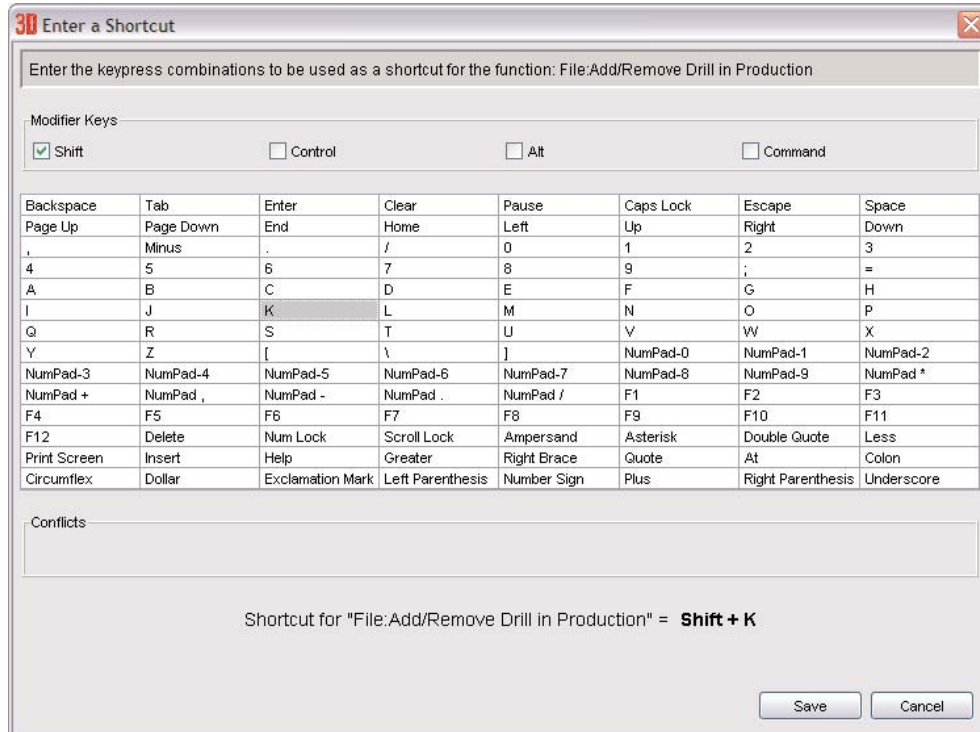 3D Enter a Shortcut
Enter the keypress combinations to be used as a shortcut for the function: File:Add/Remove Drill in Production
Modifier Keys
Shift Control Alt Command
Backspace Tab Enter Clear Pause Caps Lock Escape Space
Page Up Page Down End Home Left Up Right Down
, Minus . / 0 1 2 3
4 5 6 7 8 9 ; =
A B C D E F G H
I J K L M N O P
Q R S T U V W X
Y Z [ \ ] NumPad-0 NumPad-1 NumPad-2
NumPad-3 NumPad-4 NumPad-5 NumPad-6 NumPad-7 NumPad-8 NumPad-9 NumPad *
NumPad + NumPad , NumPad - NumPad . NumPad / F1 F2 F3
F4 F5 F6 F7 F8 F9 F10 F11
F12 Delete Num Lock Scroll Lock Ampersand Asterisk Double Quote Less
Print Screen Insert Help Greater Right Brace Quote At Colon
Circumflex Dollar Exclamation Mark Left Parenthesis Number Sign Plus Right Parenthesis Underscore
Conflicts
Shortcut for "File:Add/Remove Drill in Production" = Shift + K
Save Cancel